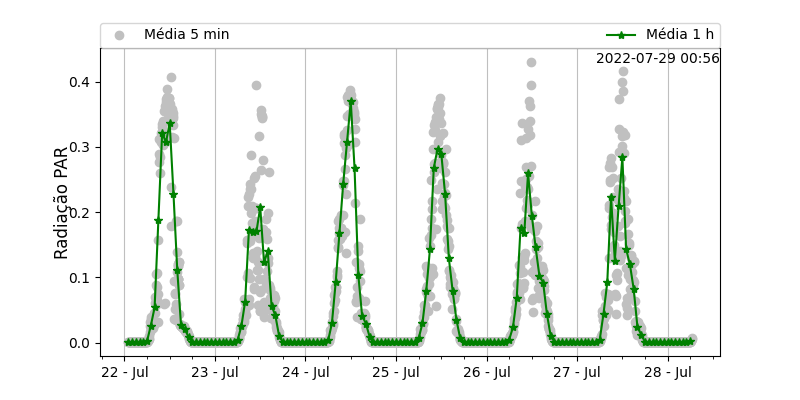 Média 5 min
Média 1 h
2022-07-29 00:56
Radiação PAR
0.4
0.3
0.2
0.1
0.0
22 - Jul
23 - Jul
24 - Jul
25 - Jul
26 - Jul
27 - Jul
28 - Jul